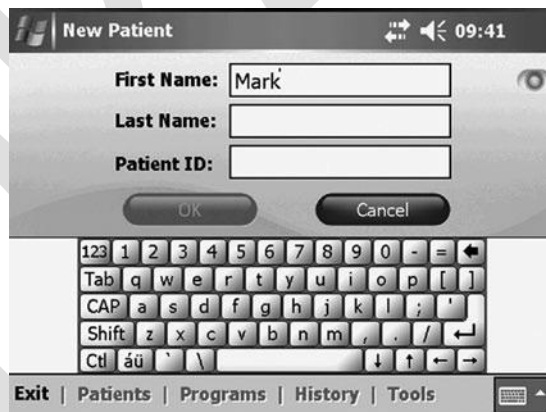 New Patient 09:41
First Name: Mark
Last Name:
Patient ID:
OK Cancel
123 1 2 3 4 5 6 7 8 9 0 - =
Tab q w e r t y u i o p [ ]
CAP a s d f g h j k l ; '
Shift z x c v b n m , . /
Ctl áü ` \
Exit | Patients | Programs | History | Tools